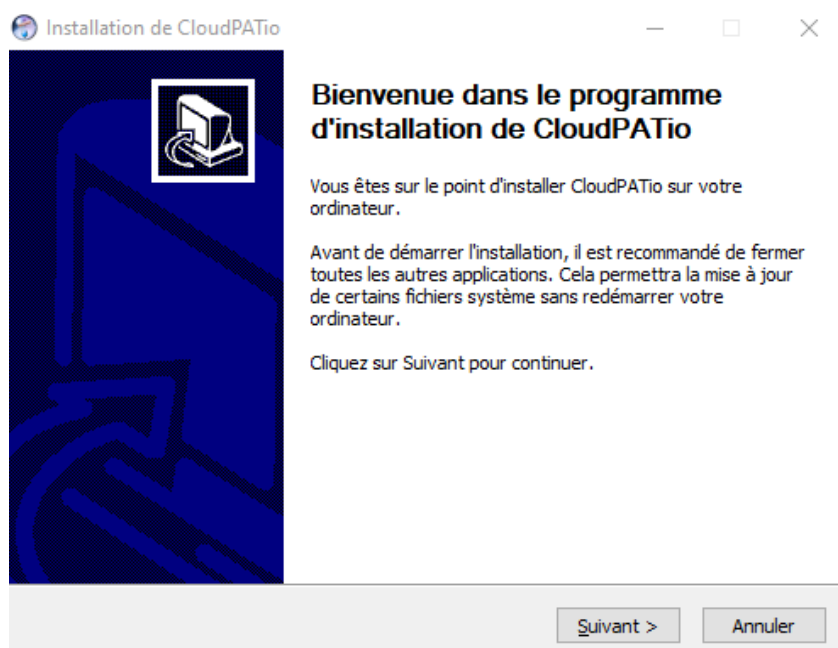 Installation de CloudPATio
Bienvenue dans le programme
d'installation de CloudPATio
Vous êtes sur le point d'installer CloudPATio sur votre
ordinateur.
Avant de démarrer l'installation, il est recommandé de fermer
toutes les autres applications. Cela permettra la mise à jour
de certains fichiers système sans redémarrer votre
ordinateur.
Cliquez sur Suivant pour continuer.
Suivant >
Annuler